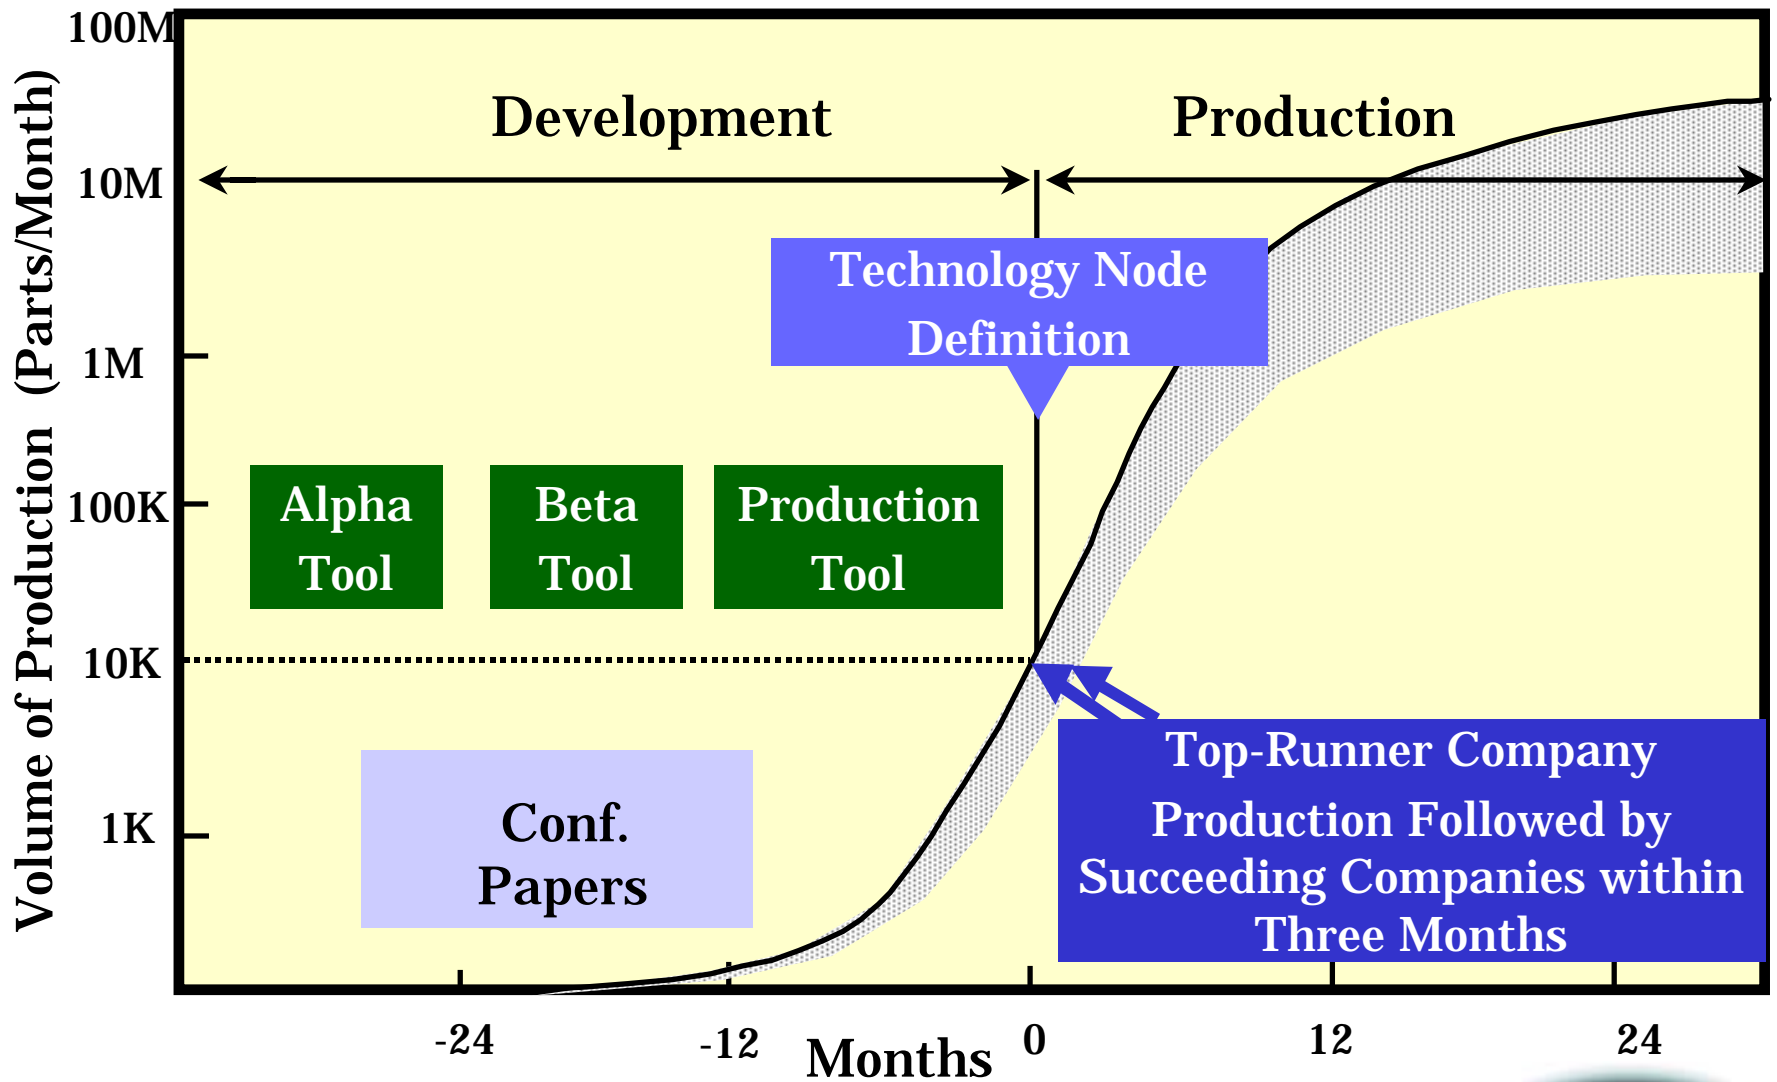 100M
10M
1M
100K
10K
1K
Volume of Production (Parts/Month)
Development
Production
Technology Node
Definition
Alpha
Tool
Beta
Tool
Production
Tool
Conf.
Papers
Top-Runner Company
Production Followed by
Succeeding Companies within
Three Months
-24
-12
0
12
24
Months